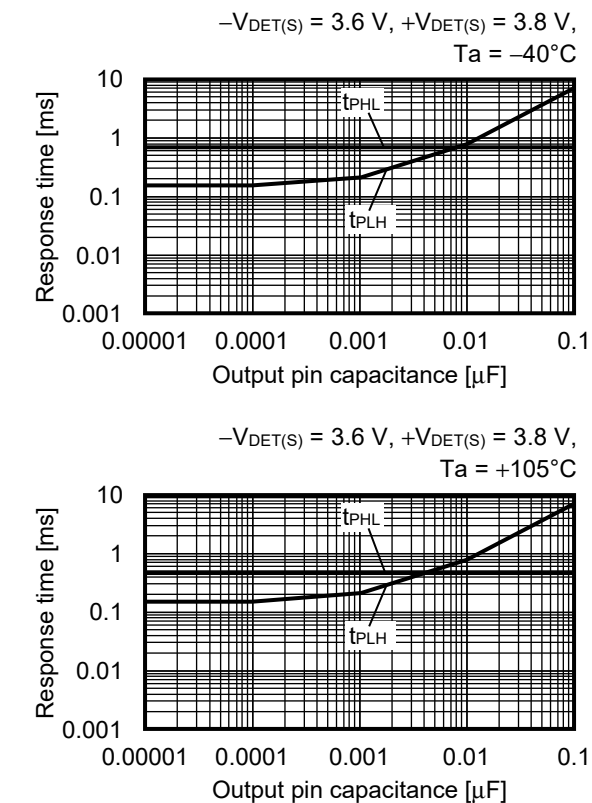 −VDET(S) = 3.6 V, +VDET(S) = 3.8 V,
Ta = −40°C
Response time [ms]
10
1
0.1
0.01
0.001
tPHL
tPLH
0.00001 0.0001 0.001 0.01 0.1
Output pin capacitance [μF]
−VDET(S) = 3.6 V, +VDET(S) = 3.8 V,
Ta = +105°C
Response time [ms]
10
1
0.1
0.01
0.001
tPHL
tPLH
0.00001 0.0001 0.001 0.01 0.1
Output pin capacitance [μF]